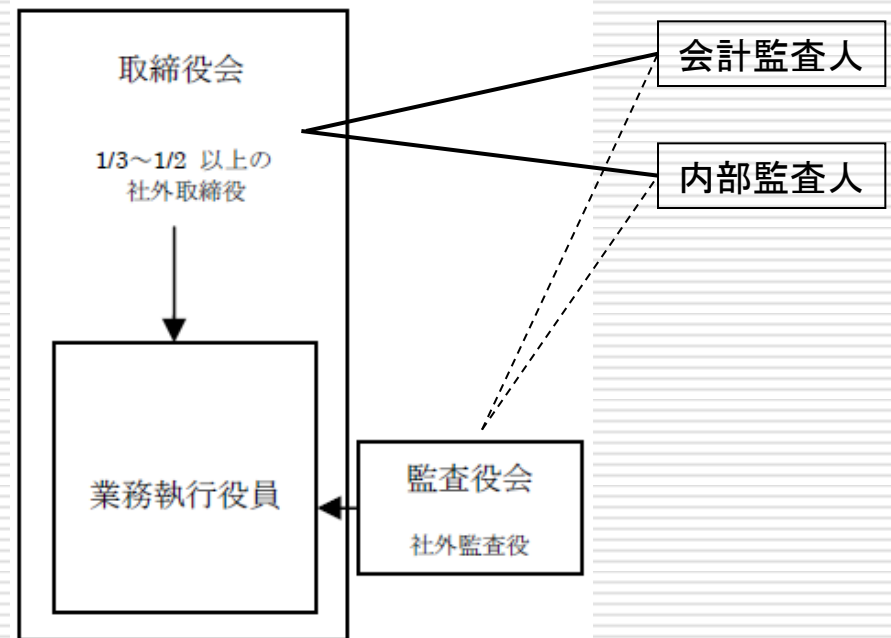 取締役会
1/3～1/2 以上の
社外取締役
業務執行役員
監査役会
社外監査役
会計監査人
内部監査人